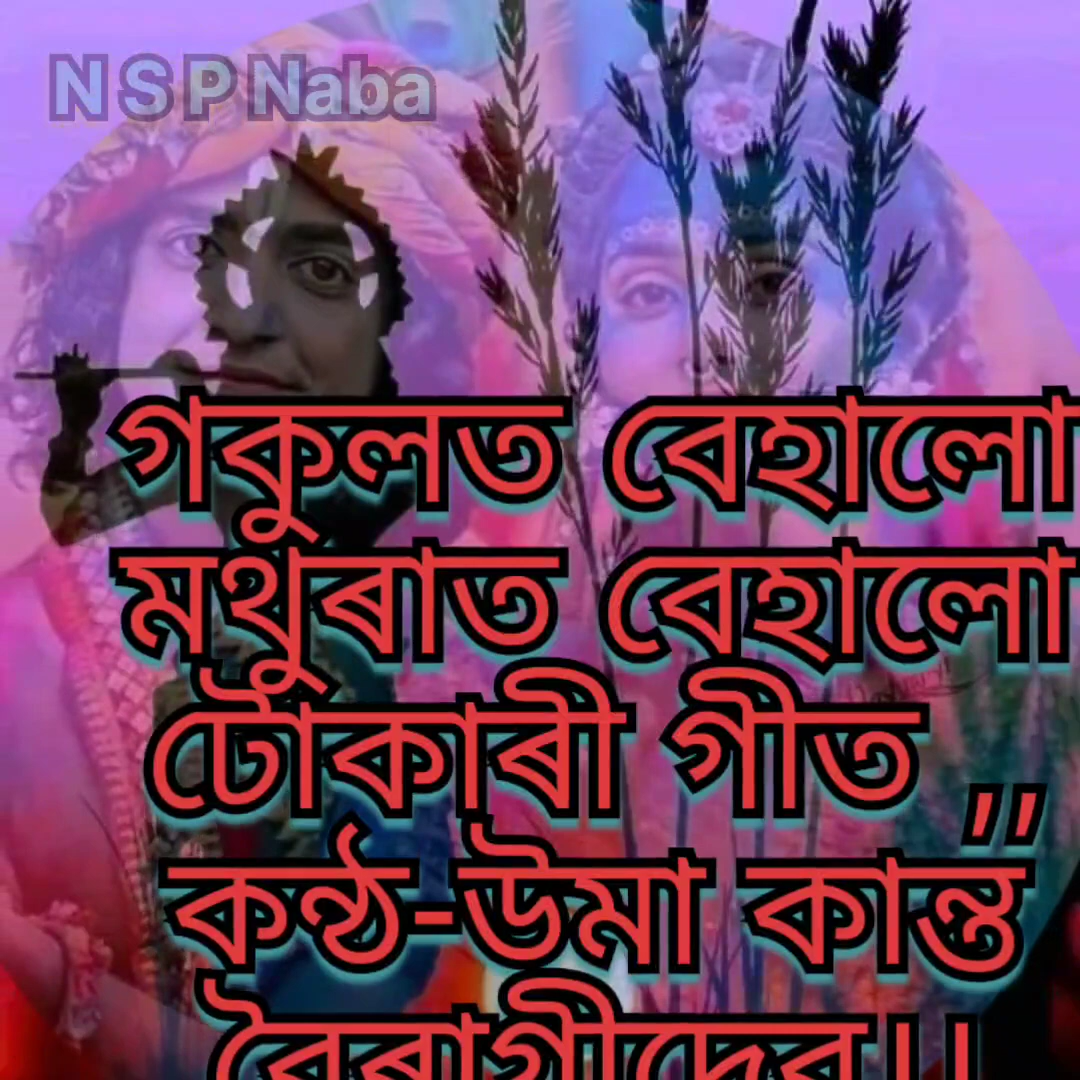 N S P Naba
গকুলত বেহালো
মথুৰাত বেহালো
টোকাৰী গীত ,,
কন্ঠ-উমা কান্ত
বৈৰাগীদেৱ।।